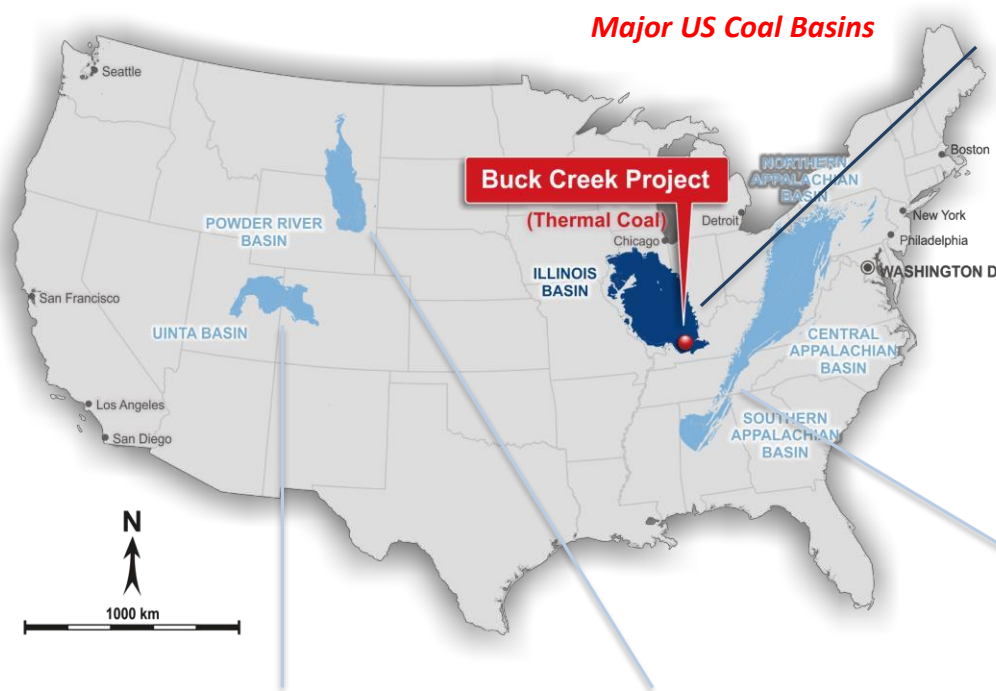 Major US Coal Basins
Seattle
Boston
NORTHERN
APPALACHIAN
BASIN
Buck Creek Project
(Thermal Coal)
Detroit
Chicago
New York
Philadelphia
WASHINGTON D
POWDER RIVER
BASIN
ILLINOIS
BASIN
San Francisco
UINTA BASIN
CENTRAL
APPALACHIAN
BASIN
Los Angeles
San Diego
SOUTHERN
APPALACHIAN
BASIN
N
1000 km